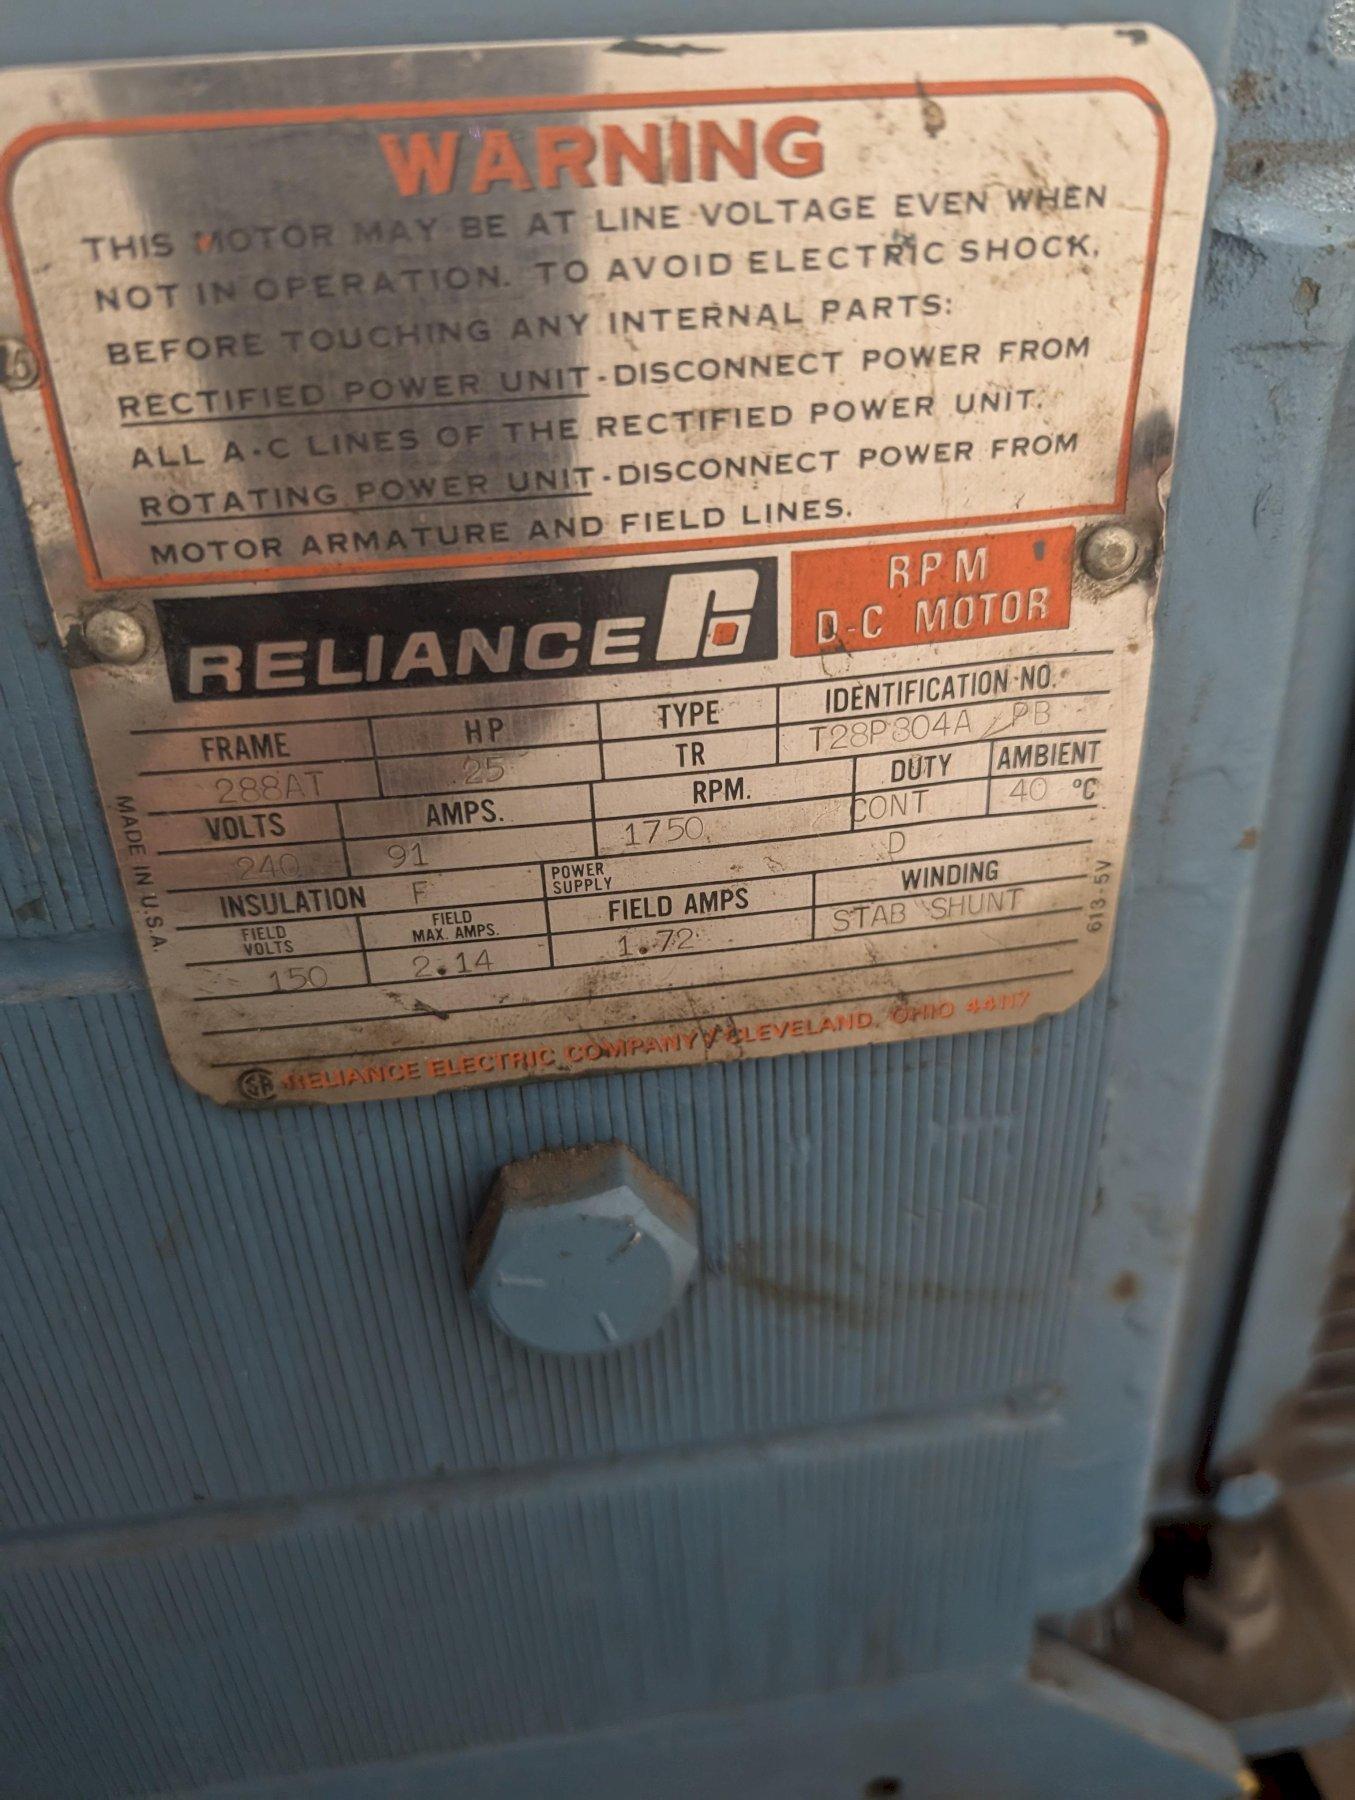 WARNING
THIS MOTOR MAY BE AT LINE VOLTAGE EVEN WHEN
NOT IN OPERATION. TO AVOID ELECTRIC SHOCK,
BEFORE TOUCHING ANY INTERNAL PARTS:
RECTIFIED POWER UNIT-DISCONNECT POWER FROM
ALL A-C LINES OF THE RECTIFIED POWER UNIT.
ROTATING POWER UNIT-DISCONNECT POWER FROM
MOTOR ARMATURE AND FIELD LINES.
RELIANCE
RPM
D-C MOTOR
FRAME HP TYPE IDENTIFICATION NO.
288AT 25 TR T28P304A PB
VOLTS AMPS. RPM. DUTY AMBIENT
240 91 1750 CONT 40 °C
INSULATION F POWER SUPPLY D
FIELD VOLTS FIELD MAX. AMPS. FIELD AMPS WINDING
150 2.14 1.72 STAB SHUNT
RELIANCE ELECTRIC COMPANY / CLEVELAND, OHIO 44117
MADE IN U.S.A.
613-5V